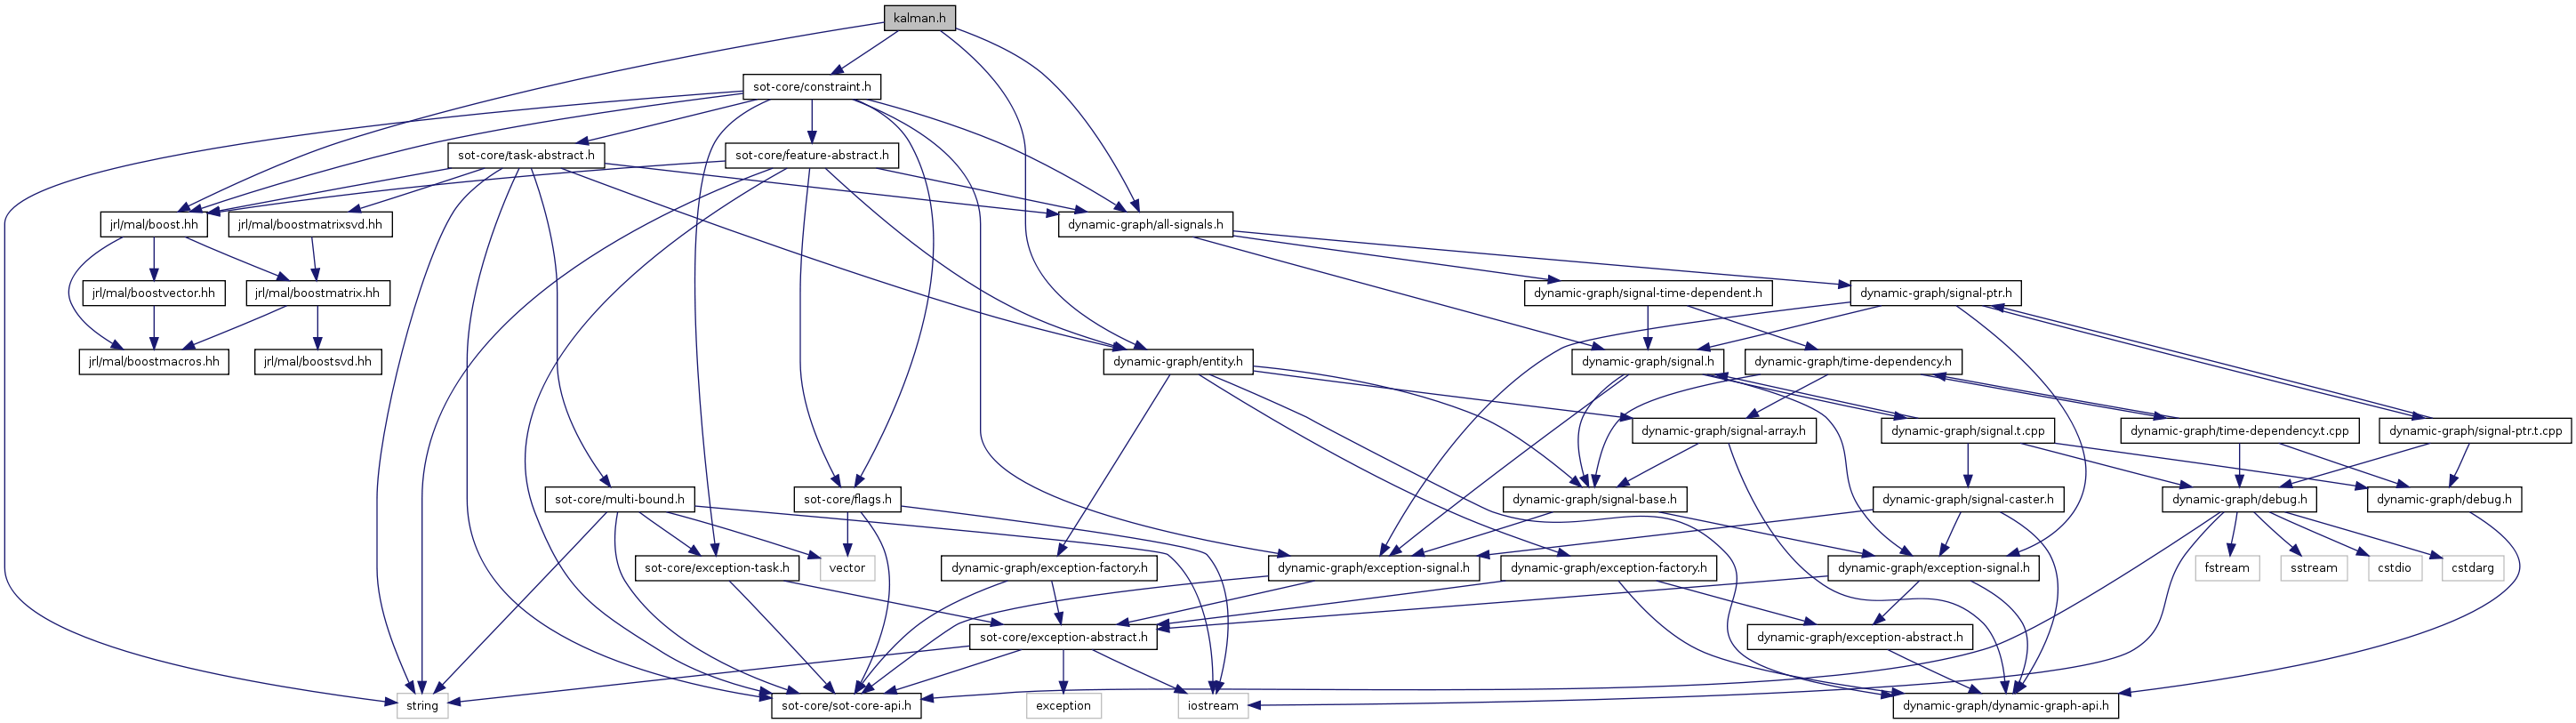 kalman.h
sot-core/constraint.h
sot-core/task-abstract.h
sot-core/feature-abstract.h
jrl/mal/boost.hh
jrl/mal/boostmatrixsvd.hh
dynamic-graph/all-signals.h
jrl/mal/boostvector.hh
jrl/mal/boostmatrix.hh
dynamic-graph/signal-time-dependent.h
dynamic-graph/signal-ptr.h
jrl/mal/boostmacros.hh
jrl/mal/boostsvd.hh
dynamic-graph/entity.h
dynamic-graph/signal.h
dynamic-graph/time-dependency.h
dynamic-graph/signal-array.h
dynamic-graph/signal.t.cpp
dynamic-graph/time-dependency.t.cpp
dynamic-graph/signal-ptr.t.cpp
sot-core/multi-bound.h
sot-core/flags.h
dynamic-graph/signal-base.h
dynamic-graph/signal-caster.h
dynamic-graph/debug.h
dynamic-graph/debug.h
sot-core/exception-task.h
vector
dynamic-graph/exception-factory.h
dynamic-graph/exception-signal.h
dynamic-graph/exception-factory.h
dynamic-graph/exception-signal.h
fstream
sstream
cstdio
cstdarg
sot-core/exception-abstract.h
dynamic-graph/exception-abstract.h
string
sot-core/sot-core-api.h
exception
iostream
dynamic-graph/dynamic-graph-api.h